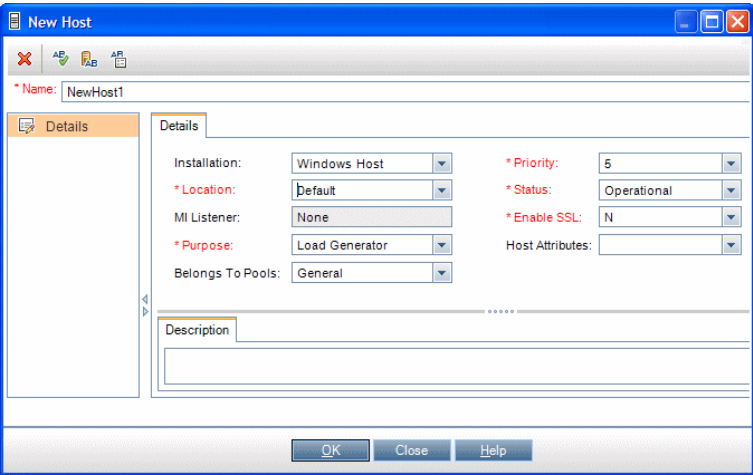 New Host
* Name: NewHost1
Details
Details
Installation: Windows Host * Priority: 5
* Location: Default * Status: Operational
MI Listener: None * Enable SSL: N
* Purpose: Load Generator Host Attributes:
Belongs To Pools: General
Description
OK Close Help